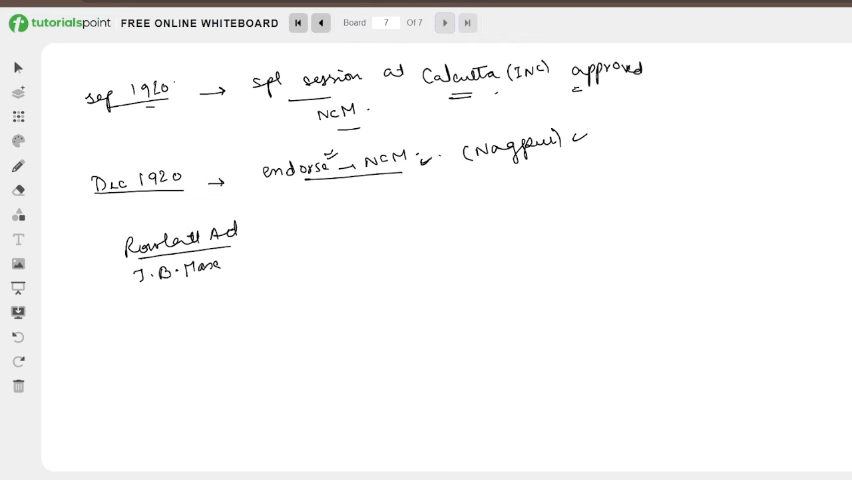 tutorialspoint FREE ONLINE WHITEBOARD Board 7 Of 7
Sep 1920 → Spl session at Calcutta (INC) approved
NCM.
Dec 1920 → endorse → NCM. (Nagpur)
Rowlatt Act
J.B. Mase
T